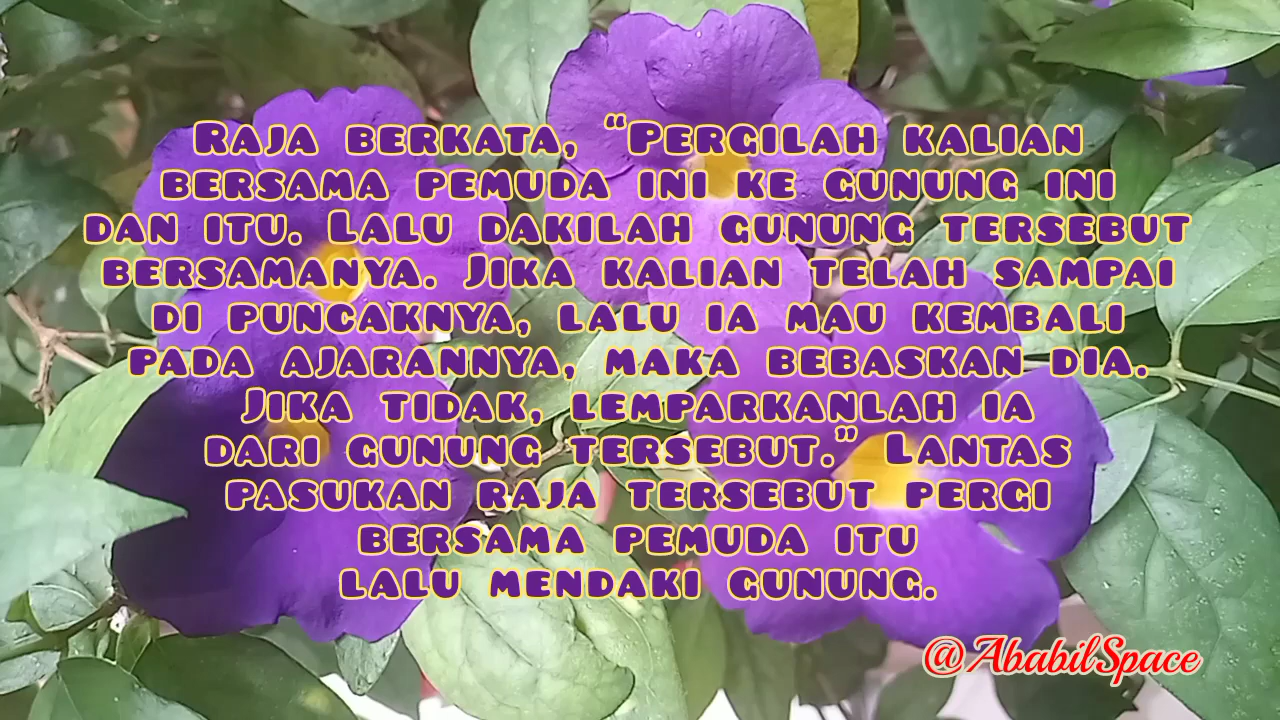 Raja berkata, “Pergilah kalian
bersama pemuda ini ke gunung ini
dan itu. Lalu dakilah gunung tersebut
bersamanya. Jika kalian telah sampai
di puncaknya, lalu ia mau kembali
pada ajarannya, maka bebaskan dia.
Jika tidak, lemparkanlah ia
dari gunung tersebut.” Lantas
pasukan raja tersebut pergi
bersama pemuda itu
lalu mendaki gunung.
@AbabilSpace